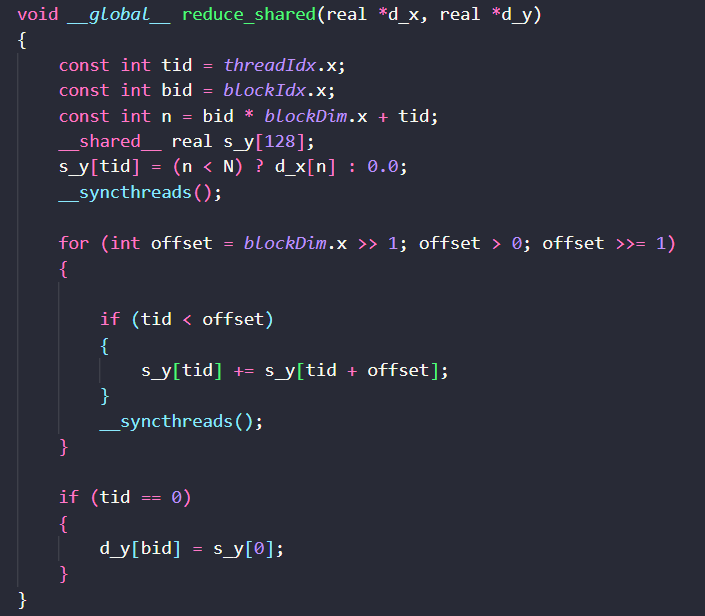 void __global__ reduce_shared(real *d_x, real *d_y)
{
    const int tid = threadIdx.x;
    const int bid = blockIdx.x;
    const int n = bid * blockDim.x + tid;
    __shared__ real s_y[128];
    s_y[tid] = (n < N) ? d_x[n] : 0.0;
    __syncthreads();

    for (int offset = blockDim.x >> 1; offset > 0; offset >>= 1)
    {

        if (tid < offset)
        {
            s_y[tid] += s_y[tid + offset];
        }
        __syncthreads();
    }

    if (tid == 0)
    {
        d_y[bid] = s_y[0];
    }
}